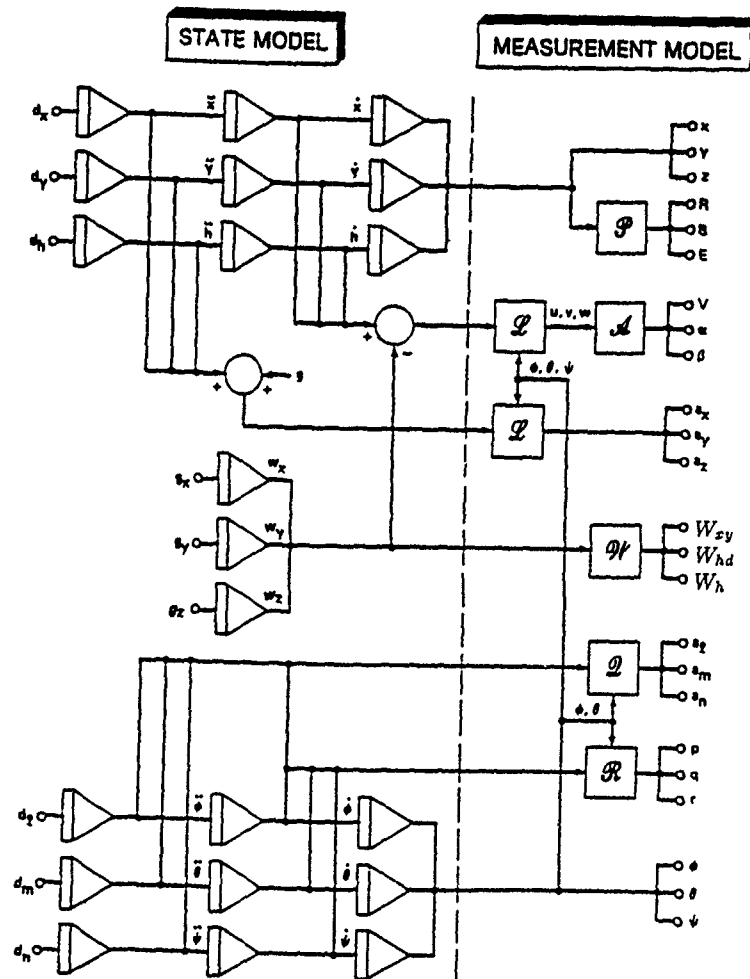 STATE MODEL
MEASUREMENT MODEL
dx ẍ ẋ
x
dy ÿ ẏ
y
z
dh ḧ ḣ
R
𝒫
E
V
u, v, w
ℒ 𝒜
α
+ −
β
g
ϕ, θ, ψ
+ +
ax
ℒ
ay
az
wx
gx
Wxy
gy wy
𝒲
Whd
Wh
gz wz
aℓ
𝒬
am
an
ϕ, θ
p
ℛ
q
r
dℓ ϕ̈ ϕ̇
ϕ
dm θ̈ θ̇
θ
ψ
dn ψ̈ ψ̇